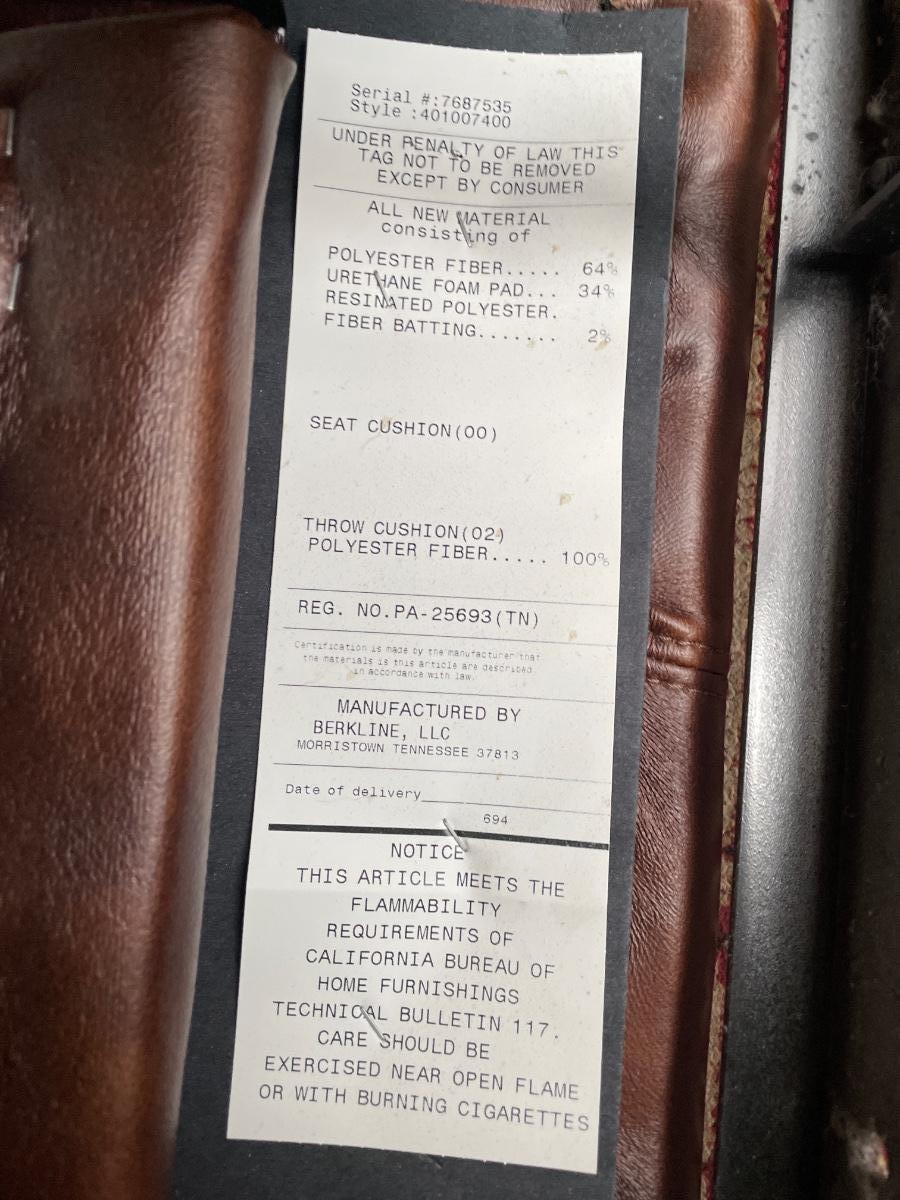 Serial #:7687535
Style :401007400
UNDER PENALTY OF LAW THIS
TAG NOT TO BE REMOVED
EXCEPT BY CONSUMER
ALL NEW MATERIAL
consisting of
POLYESTER FIBER..... 64%
URETHANE FOAM PAD... 34%
RESINATED POLYESTER.
FIBER BATTING....... 2%
SEAT CUSHION(00)
THROW CUSHION(02)
POLYESTER FIBER..... 100%
REG. NO.PA-25693(TN)
Certification is made by the manufacturer that
the materials is this article are described
in accordance with law.
MANUFACTURED BY
BERKLINE, LLC
MORRISTOWN TENNESSEE 37813
Date of delivery
694
NOTICE
THIS ARTICLE MEETS THE
FLAMMABILITY
REQUIREMENTS OF
CALIFORNIA BUREAU OF
HOME FURNISHINGS
TECHNICAL BULLETIN 117.
CARE SHOULD BE
EXERCISED NEAR OPEN FLAME
OR WITH BURNING CIGARETTES